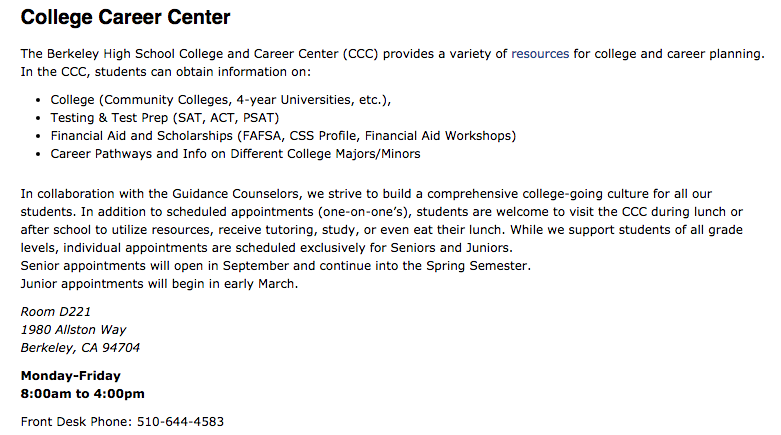 College Career Center
The Berkeley High School College and Career Center (CCC) provides a variety of resources for college and career planning.
In the CCC, students can obtain information on:
• College (Community Colleges, 4-year Universities, etc.),
• Testing & Test Prep (SAT, ACT, PSAT)
• Financial Aid and Scholarships (FAFSA, CSS Profile, Financial Aid Workshops)
• Career Pathways and Info on Different College Majors/Minors
In collaboration with the Guidance Counselors, we strive to build a comprehensive college-going culture for all our
students. In addition to scheduled appointments (one-on-one’s), students are welcome to visit the CCC during lunch or
after school to utilize resources, receive tutoring, study, or even eat their lunch. While we support students of all grade
levels, individual appointments are scheduled exclusively for Seniors and Juniors.
Senior appointments will open in September and continue into the Spring Semester.
Junior appointments will begin in early March.
Room D221
1980 Allston Way
Berkeley, CA 94704
Monday-Friday
8:00am to 4:00pm
Front Desk Phone: 510-644-4583